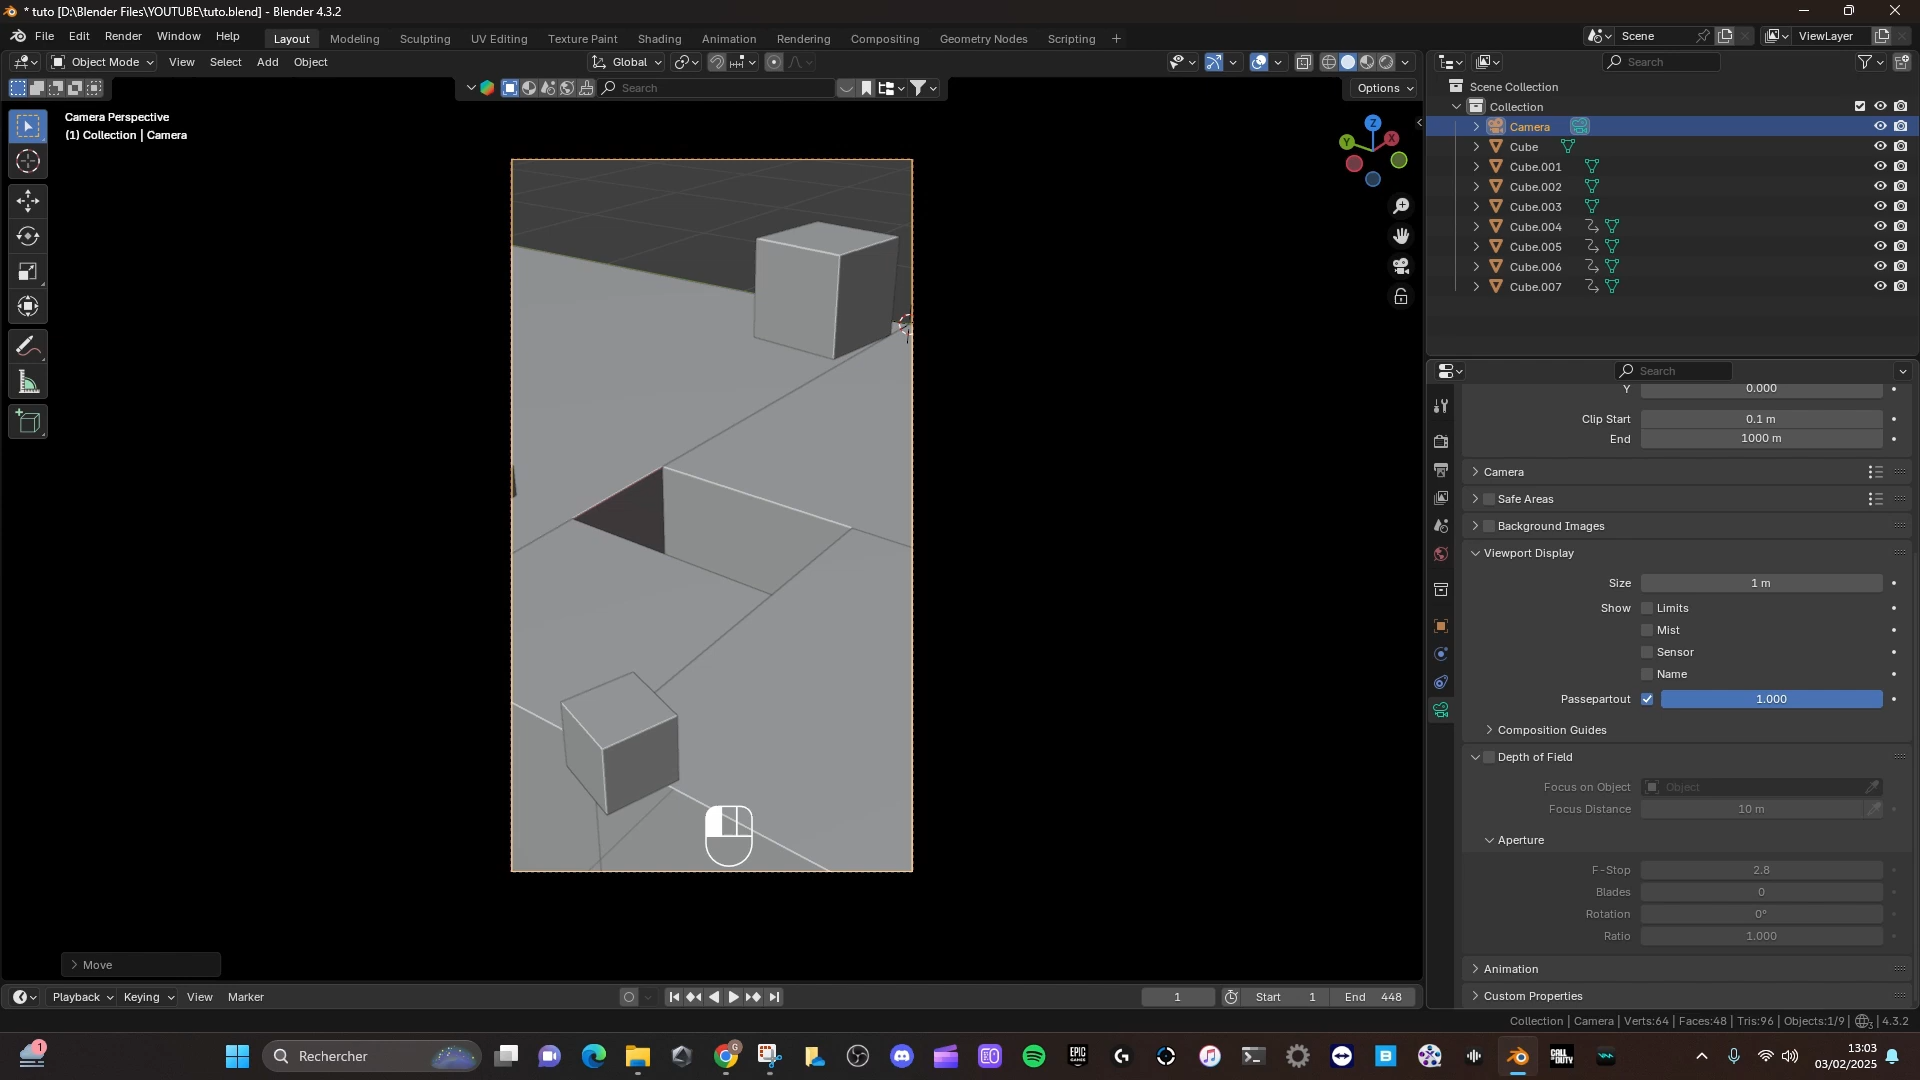 * tuto [D:\Blender Files\YOUTUBE\tuto.blend] - Blender 4.3.2
File Edit Render Window Help
Layout Modeling Sculpting UV Editing Texture Paint Shading Animation Rendering Compositing Geometry Nodes Scripting +
Scene
ViewLayer
Object Mode View Select Add Object
Global
Search
Search
Options
Camera Perspective
(1) Collection | Camera
Z
Y
X
Scene Collection
Collection
Camera
Cube
Cube.001
Cube.002
Cube.003
Cube.004
Cube.005
Cube.006
Cube.007
Search
Y 0.000
Clip Start 0.1 m
End 1000 m
Camera
Safe Areas
Background Images
Viewport Display
Size 1 m
Show Limits
Mist
Sensor
Name
Passepartout 1.000
Composition Guides
Depth of Field
Focus on Object Object
Focus Distance 10 m
Aperture
F-Stop 2.8
Blades 0
Rotation 0°
Ratio 1.000
Animation
Custom Properties
Move
Playback Keying View Marker
1 Start 1 End 448
Collection | Camera | Verts:64 | Faces:48 | Tris:96 | Objects:1/9 | 3 | 4.3.2
1
Rechercher
G
EPIC GAMES
B
CALL DUTY
13:03
03/02/2025